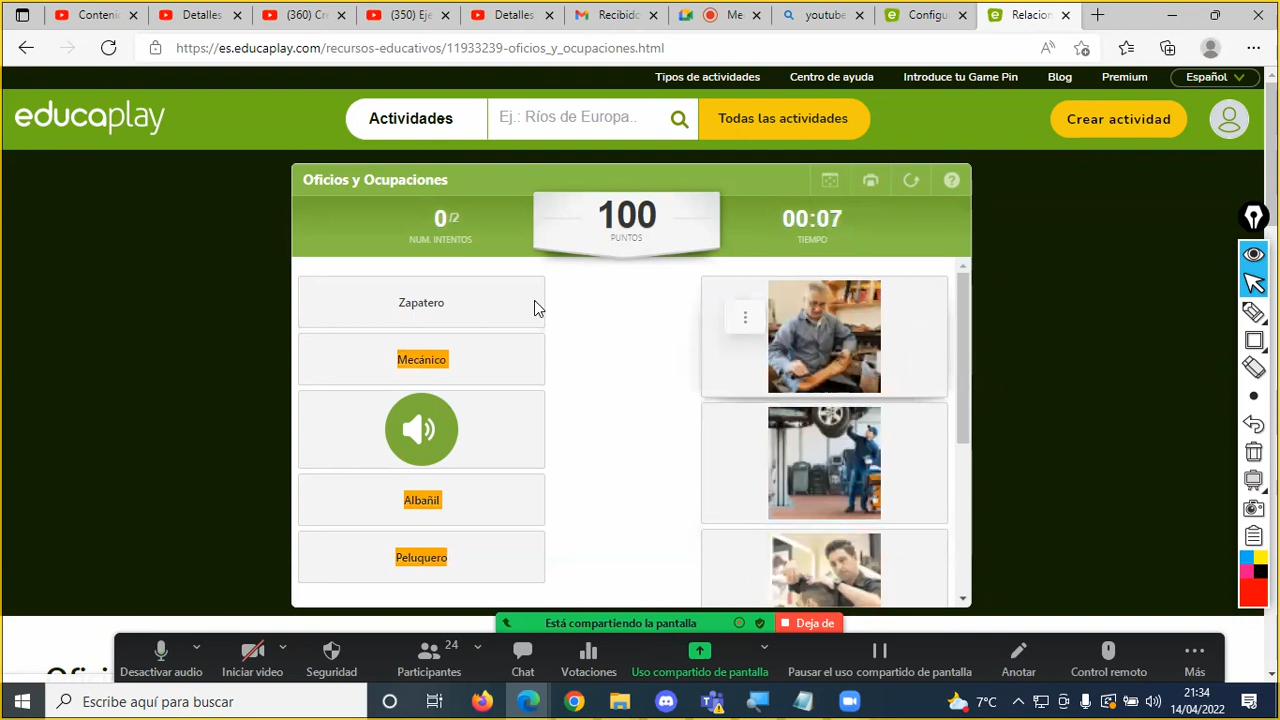 Contenic
Detalles
(360) Cr
(350) Eje
Detalles
Recibido
Me
youtube
Configu
Relacion
https://es.educaplay.com/recursos-educativos/11933239-oficios_y_ocupaciones.html
Tipos de actividades
Centro de ayuda
Introduce tu Game Pin
Blog
Premium
Español
educaplay
Actividades
Ej.: Ríos de Europa..
Todas las actividades
Crear actividad
Oficios y Ocupaciones
0/2
NUM. INTENTOS
100
PUNTOS
00:07
TIEMPO
Zapatero
Mecánico
Albañil
Peluquero
Está compartiendo la pantalla
Deja de
24
Desactivar audio
Iniciar video
Seguridad
Participantes
Chat
Votaciones
Uso compartido de pantalla
Pausar el uso compartido de pantalla
Anotar
Control remoto
Más
Escribe aquí para buscar
7°C
21:34
14/04/2022